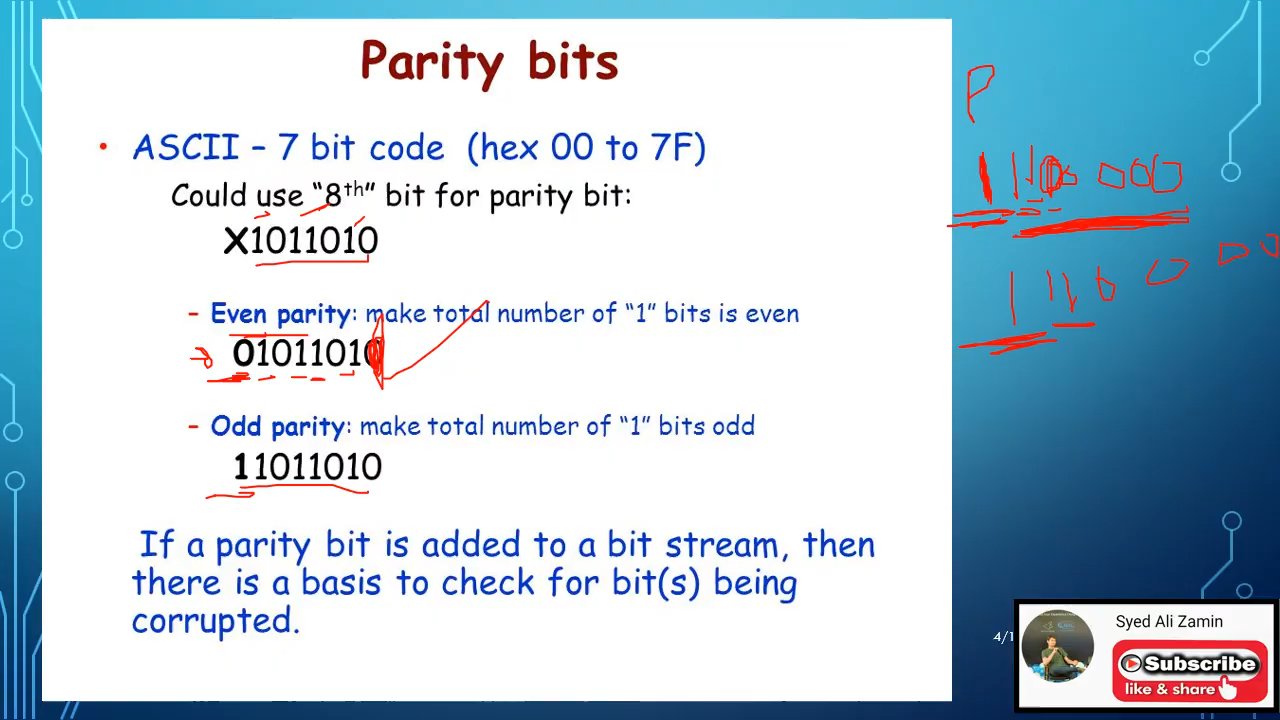 Parity bits
• ASCII – 7 bit code (hex 00 to 7F)
Could use “8th” bit for parity bit:
X1011010
– Even parity: make total number of “1” bits is even
01011010
– Odd parity: make total number of “1” bits odd
11011010
If a parity bit is added to a bit stream, then
there is a basis to check for bit(s) being
corrupted.
P
4/1
Syed Ali Zamin
Subscribe
like & share